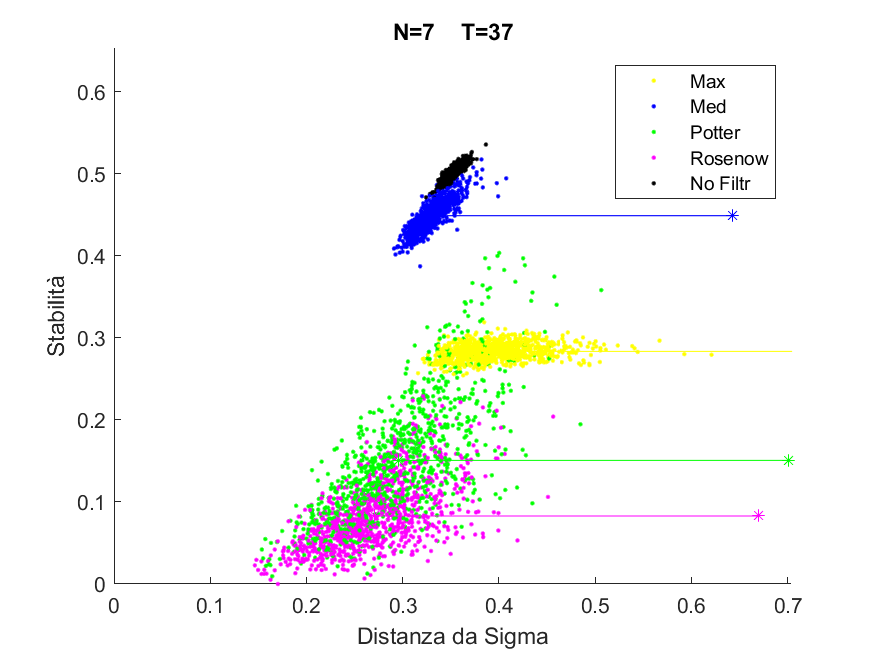 N=7 T=37
Max
Med
Potter
Rosenow
No Filtr
Stabilità
0.6
0.5
0.4
0.3
0.2
0.1
0
0 0.1 0.2 0.3 0.4 0.5 0.6 0.7
Distanza da Sigma